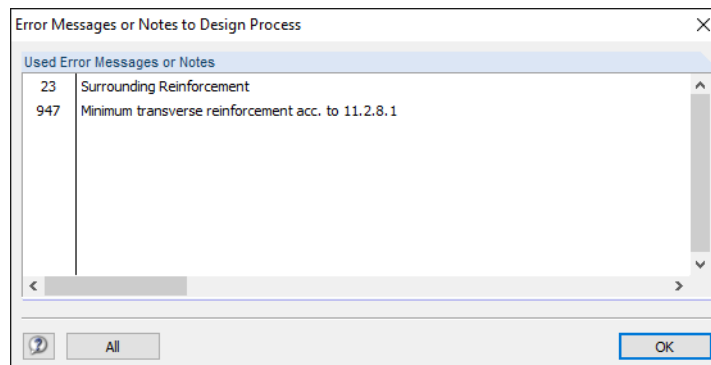 Error Messages or Notes to Design Process
Used Error Messages or Notes
23 Surrounding Reinforcement
947 Minimum transverse reinforcement acc. to 11.2.8.1
All
OK